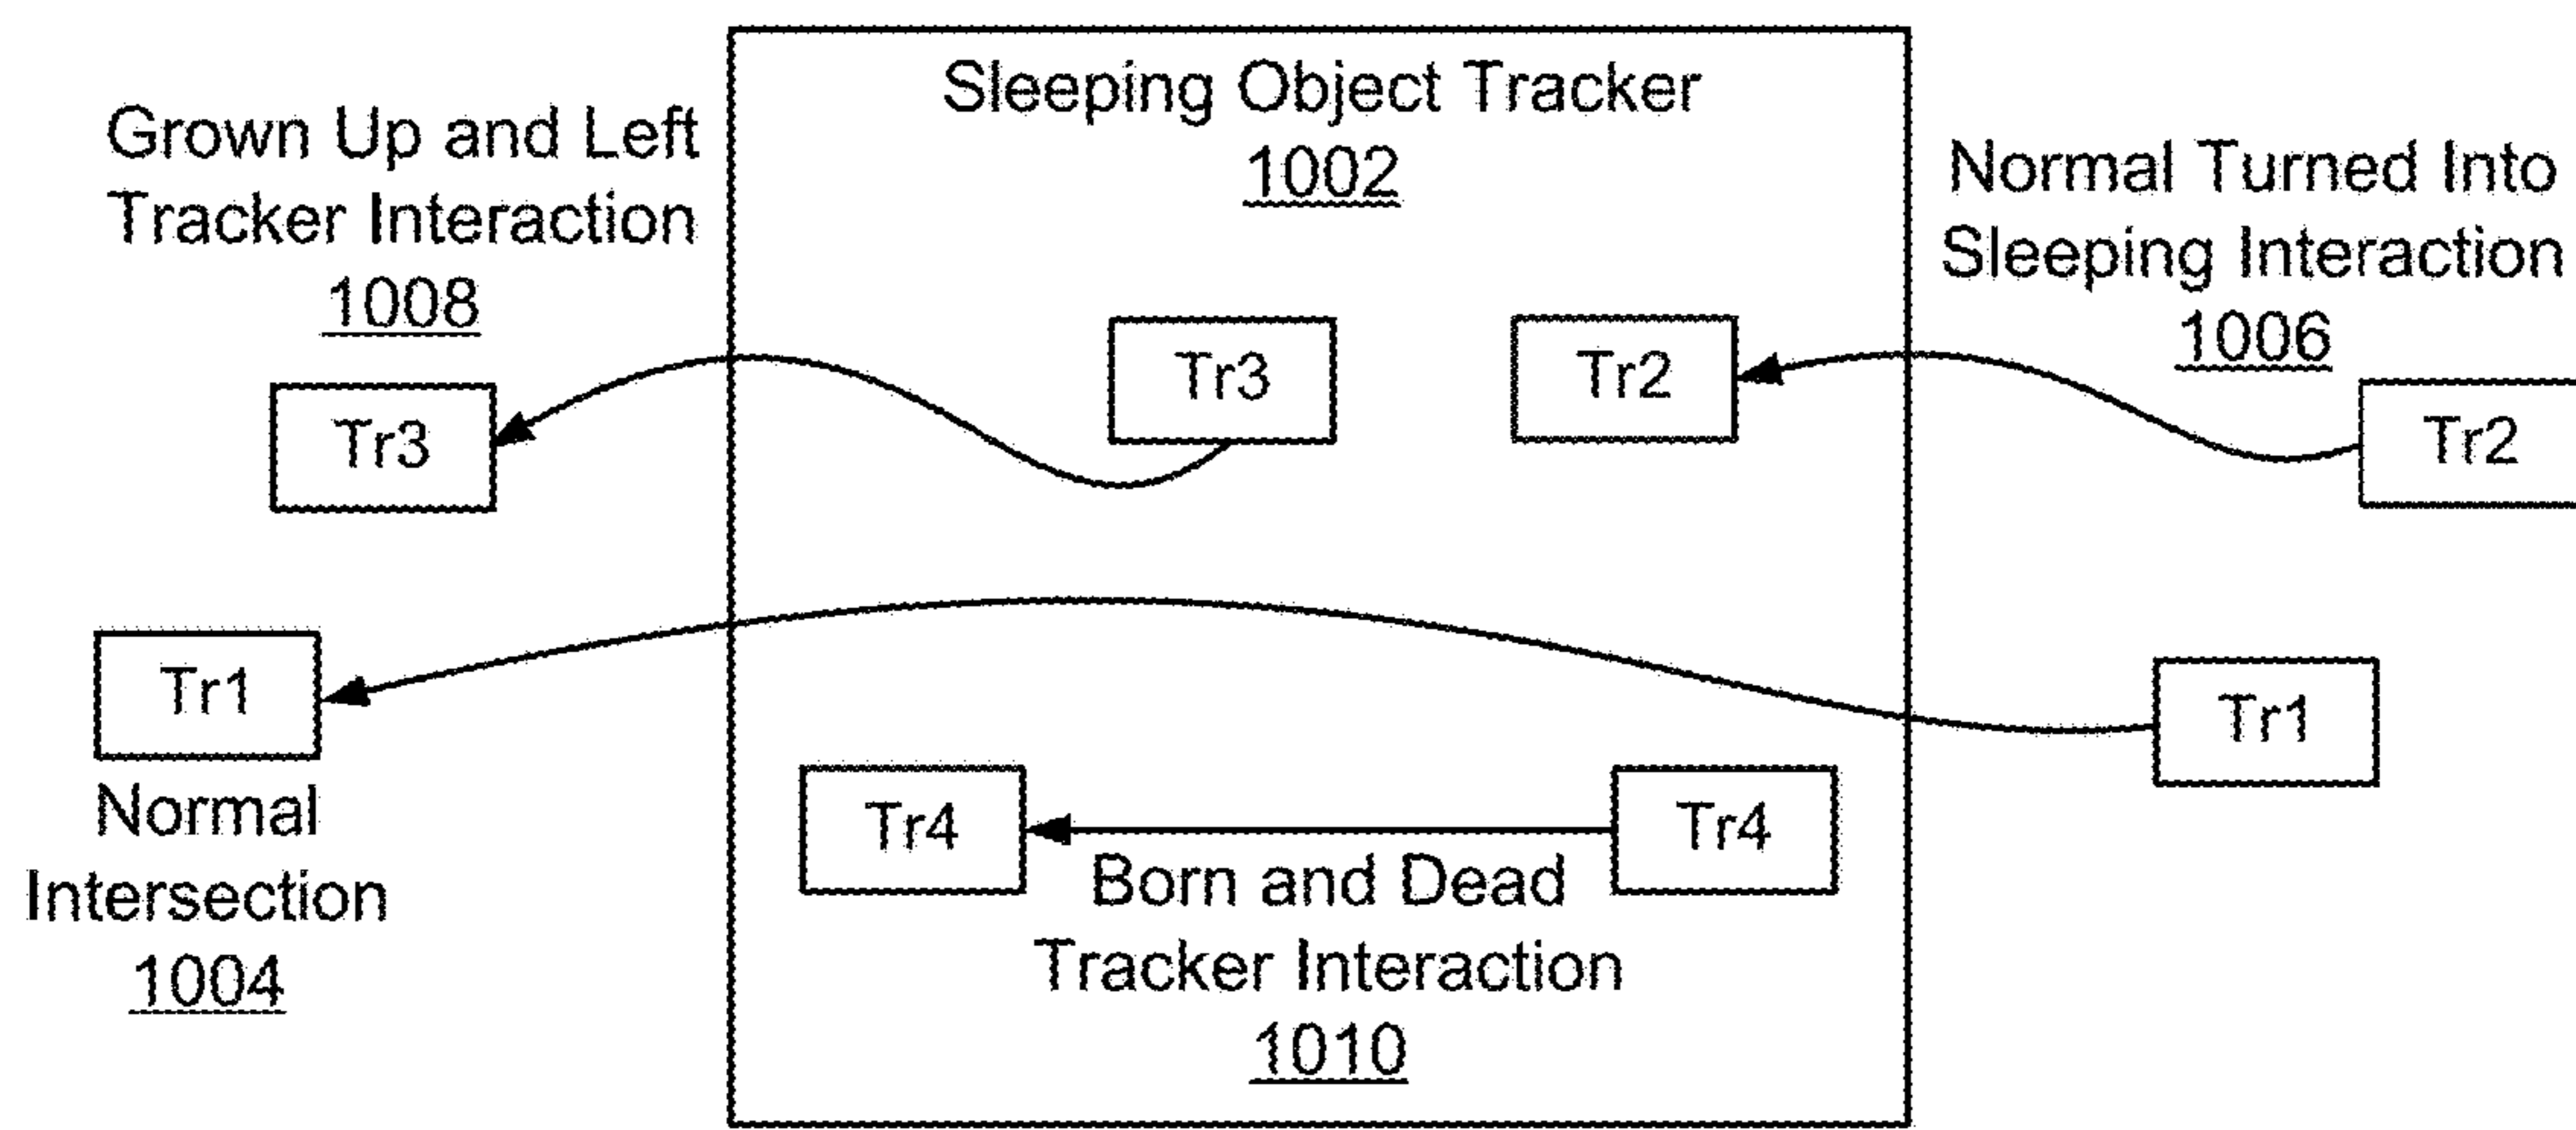 Sleeping Object Tracker
1002
Grown Up and Left
Tracker Interaction
1008
Normal Turned Into
Sleeping Interaction
1006
Tr3
Tr3
Tr2
Tr2
Tr1
Tr1
Normal
Intersection
1004
Tr4
Tr4
Born and Dead
Tracker Interaction
1010